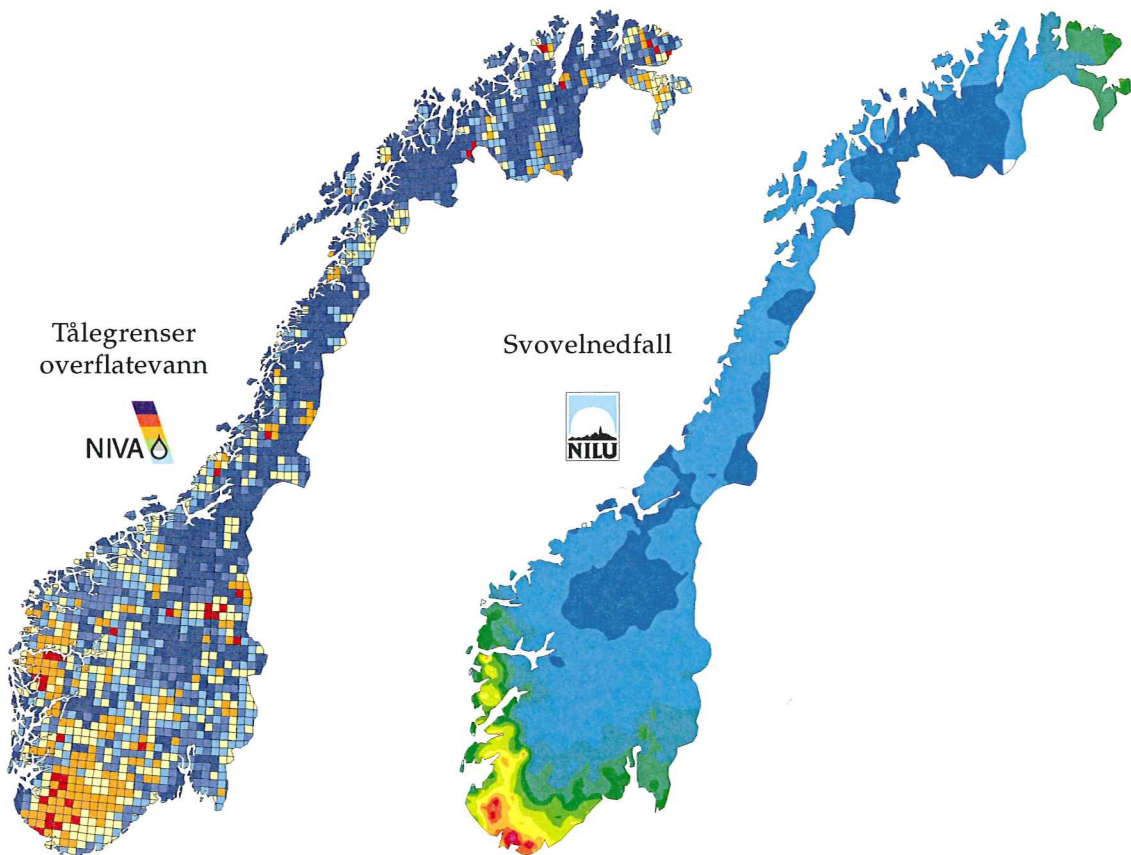 Tålegrenser
overflatevann
NIVA
Svovelnedfall
NILU